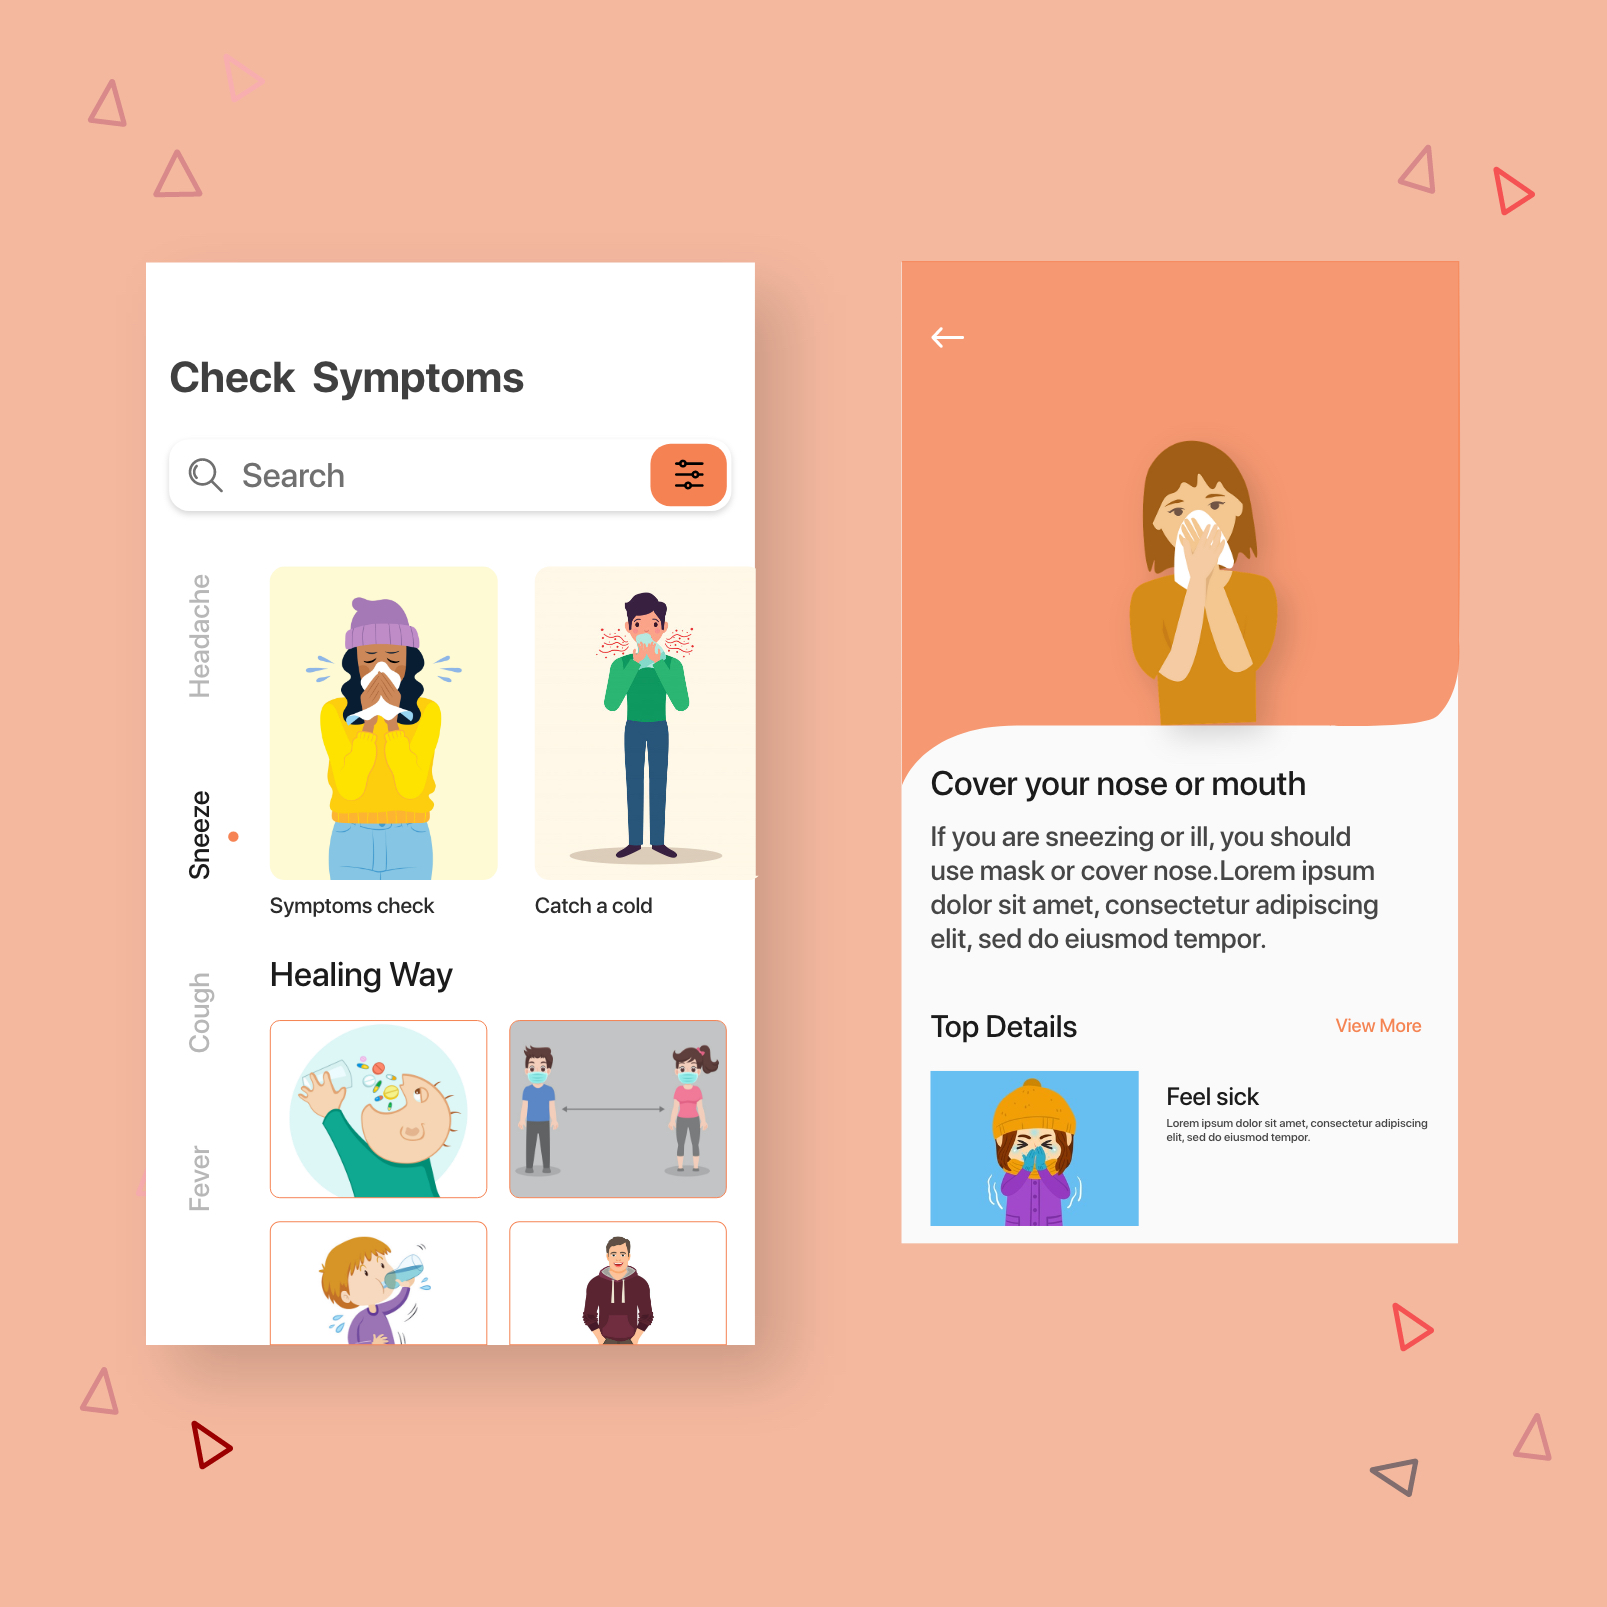 Check Symptoms
Search
Headache
Sneeze
Cough
Fever
Symptoms check
Catch a cold
Healing Way
Cover your nose or mouth
If you are sneezing or ill, you should
use mask or cover nose.Lorem ipsum
dolor sit amet, consectetur adipiscing
elit, sed do eiusmod tempor.
Top Details
View More
Feel sick
Lorem ipsum dolor sit amet, consectetur adipiscing
elit, sed do eiusmod tempor.